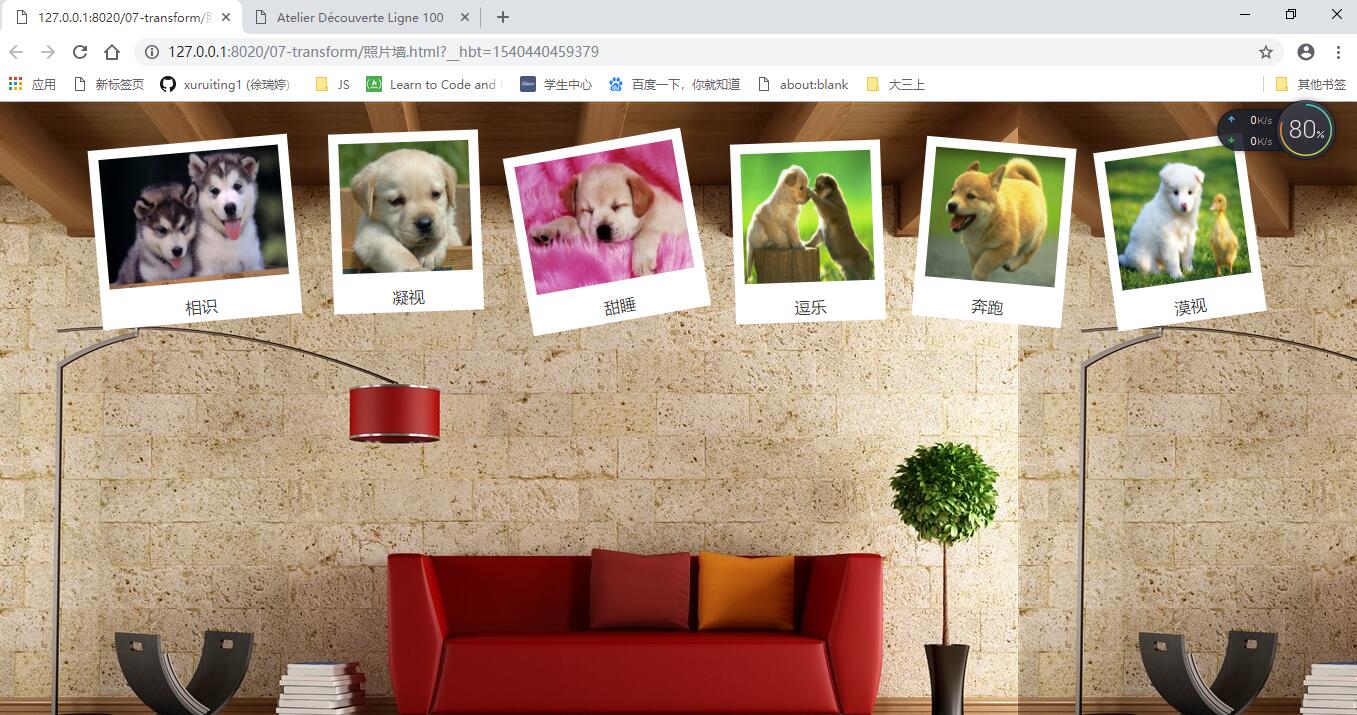 127.0.0.1:8020/07-transform/
Atelier Découverte Ligne 100
127.0.0.1:8020/07-transform/照片墙.html?__hbt=1540440459379
应用
新标签页
xuruiting1 (徐瑞婷)
JS
Learn to Code and
学生中心
百度一下，你就知道
about:blank
大三上
其他书签
0K/s
0K/s
80%
相识
凝视
甜睡
逗乐
奔跑
漠视